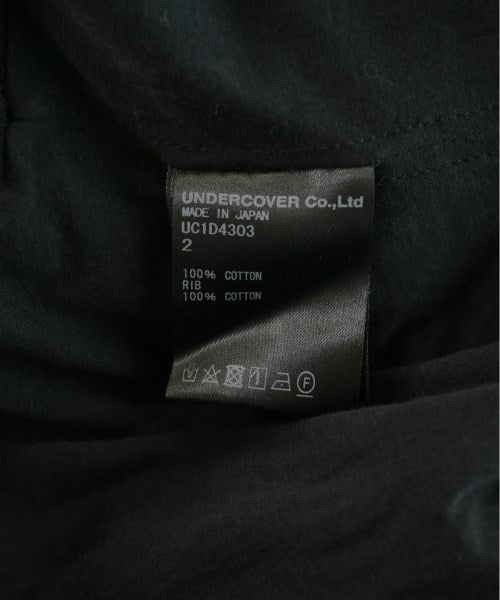 UNDERCOVER Co.,Ltd
MADE IN JAPAN
UC1D4303
2
100% COTTON
RIB
100% COTTON
F